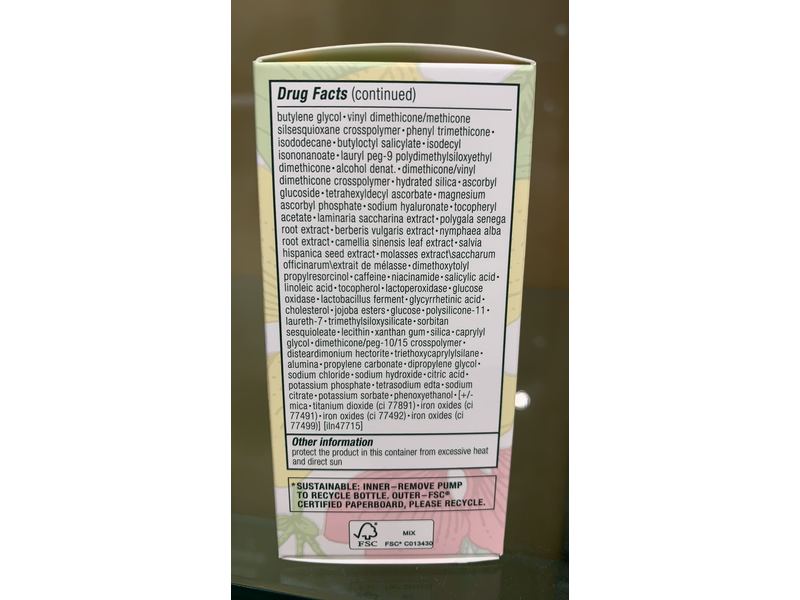 Drug Facts (continued)
butylene glycol • vinyl dimethicone/methicone
silsesquioxane crosspolymer • phenyl trimethicone •
isododecane • butyloctyl salicylate • isodecyl
isononanoate • lauryl peg-9 polydimethylsiloxyethyl
dimethicone • alcohol denat. • dimethicone/vinyl
dimethicone crosspolymer • hydrated silica • ascorbyl
glucoside • tetrahexyldecyl ascorbate • magnesium
ascorbyl phosphate • sodium hyaluronate • tocopheryl
acetate • laminaria saccharina extract • polygala senega
root extract • berberis vulgaris extract • nymphaea alba
root extract • camellia sinensis leaf extract • salvia
hispanica seed extract • molasses extract\saccharum
officinarum\extrait de mélasse • dimethoxytolyl
propylresorcinol • caffeine • niacinamide • salicylic acid •
linoleic acid • tocopherol • lactoperoxidase • glucose
oxidase • lactobacillus ferment • glycyrrhetinic acid •
cholesterol • jojoba esters • glucose • polysilicone-11 •
laureth-7 • trimethylsiloxysilicate • sorbitan
sesquioleate • lecithin • xanthan gum • silica • caprylyl
glycol • dimethicone/peg-10/15 crosspolymer •
disteardimonium hectorite • triethoxycaprylylsilane •
alumina • propylene carbonate • dipropylene glycol •
sodium chloride • sodium hydroxide • citric acid •
potassium phosphate • tetrasodium edta • sodium
citrate • potassium sorbate • phenoxyethanol • [+/-
mica • titanium dioxide (ci 77891) • iron oxides (ci
77491) • iron oxides (ci 77492) • iron oxides (ci
77499)] [iln47715]
Other information
protect the product in this container from excessive heat
and direct sun
*SUSTAINABLE: INNER–REMOVE PUMP
TO RECYCLE BOTTLE. OUTER–FSC®
CERTIFIED PAPERBOARD, PLEASE RECYCLE.
FSC
MIX
FSC® C013430